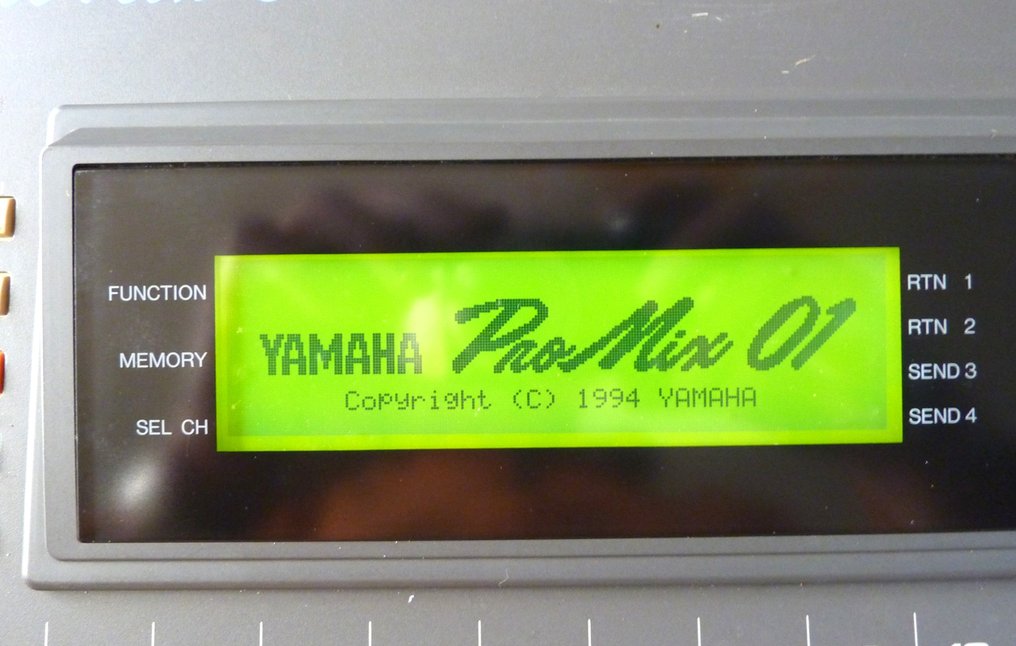 FUNCTION
MEMORY
SEL CH
YAMAHA ProMix 01
Copyright (C) 1994 YAMAHA
RTN 1
RTN 2
SEND 3
SEND 4